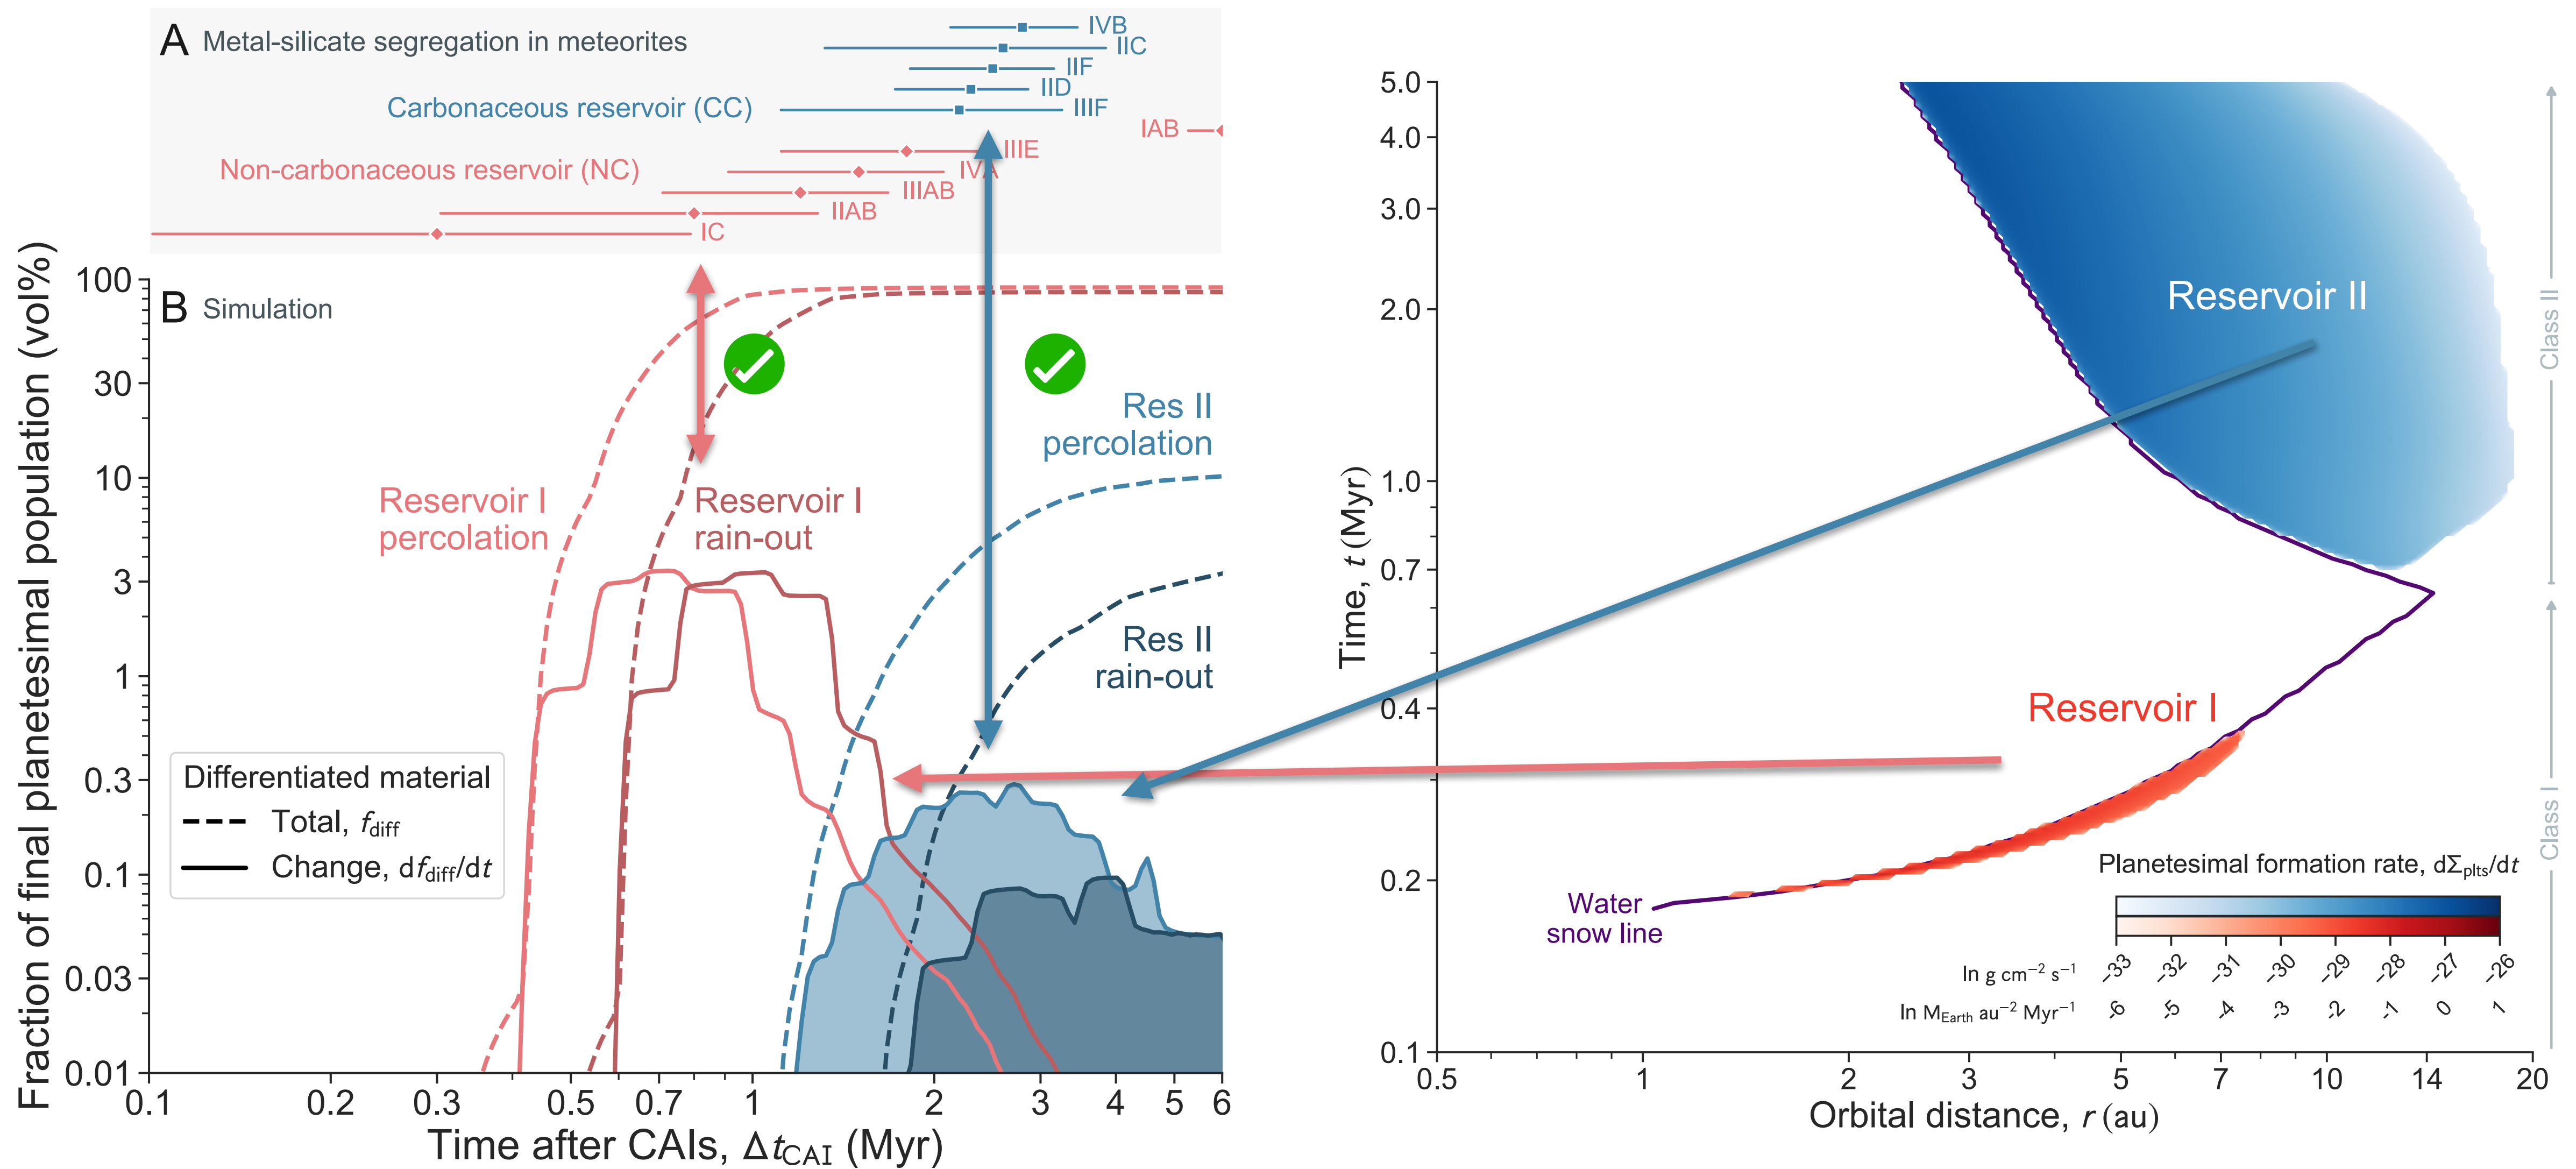 A Metal-silicate segregation in meteorites
IVB
IIC
IIF
IID
Carbonaceous reservoir (CC)
IIIF
IAB
IIIE
Non-carbonaceous reservoir (NC)
IVA
IIIAB
IIAB
IC
Fraction of final planetesimal population (vol%)
100
30
10
3
1
0.3
0.1
0.03
0.01
B Simulation
Res II
percolation
Reservoir I
percolation
Reservoir I
rain-out
Res II
rain-out
Differentiated material
Total, fdiff
Change, dfdiff/dt
0.1 0.2 0.3 0.5 0.7 1 2 3 4 5 6
Time after CAIs, ΔtCAI (Myr)
Time, t (Myr)
5.0
4.0
3.0
2.0
1.0
0.7
0.4
0.2
0.1
Reservoir II
Class II
Reservoir I
Class I
Water
snow line
Planetesimal formation rate, dΣplts/dt
ln g cm−2 s−1
-33 -32 -31 -30 -29 -28 -27 -26
ln MEarth au−2 Myr−1
-6 -5 -4 -3 -2 -1 0 1
0.5 1 2 3 5 7 10 14 20
Orbital distance, r (au)